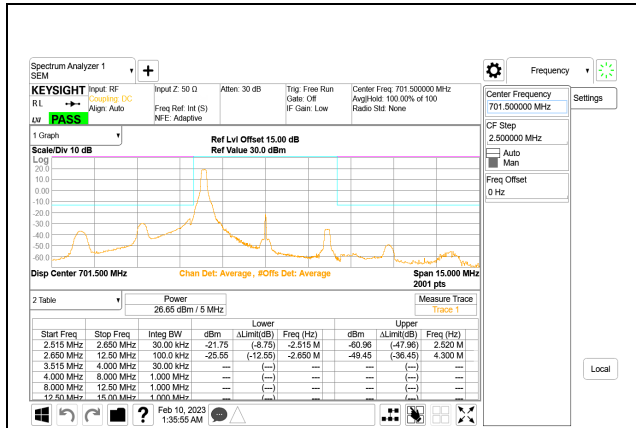 Spectrum Analyzer 1
SEM
Frequency
KEYSIGHT
R L
LXI
PASS
Input: RF
Coupling: DC
Align: Auto
Input Z: 50 Ω
Freq Ref: Int (S)
NFE: Adaptive
Atten: 30 dB
Trig: Free Run
Gate: Off
IF Gain: Low
Center Freq: 701.500000 MHz
Avg|Hold: 100.00% of 100
Radio Std: None
Center Frequency
701.500000 MHz
Settings
CF Step
2.500000 MHz
Auto
Man
Freq Offset
0 Hz
1 Graph
Scale/Div 10 dB
Ref Lvl Offset 15.00 dB
Ref Value 30.0 dBm
Log
20.0
10.0
0.00
-10.0
-20.0
-30.0
-40.0
-50.0
-60.0
Disp Center 701.500 MHz
Chan Det: Average , #Offs Det: Average
Span 15.000 MHz
2001 pts
2 Table
Power
26.65 dBm / 5 MHz
Measure Trace
Trace 1
Lower Upper
Start Freq Stop Freq Integ BW dBm ΔLimit(dB) Freq (Hz) dBm ΔLimit(dB) Freq (Hz)
2.515 MHz 2.650 MHz 30.00 kHz -21.75 (-8.75) -2.515 M -60.96 (-47.96) 2.520 M
2.650 MHz 12.50 MHz 100.0 kHz -25.55 (-12.55) -2.650 M -49.45 (-36.45) 4.300 M
3.515 MHz 4.000 MHz 30.00 kHz --- (---) --- (---)
4.000 MHz 8.000 MHz 1.000 MHz --- (---) --- (---)
8.000 MHz 12.50 MHz 1.000 MHz --- (---) --- (---)
12.50 MHz 15.00 MHz 1.000 MHz --- (---) --- (---)
Local
?
Feb 10, 2023
1:35:55 AM